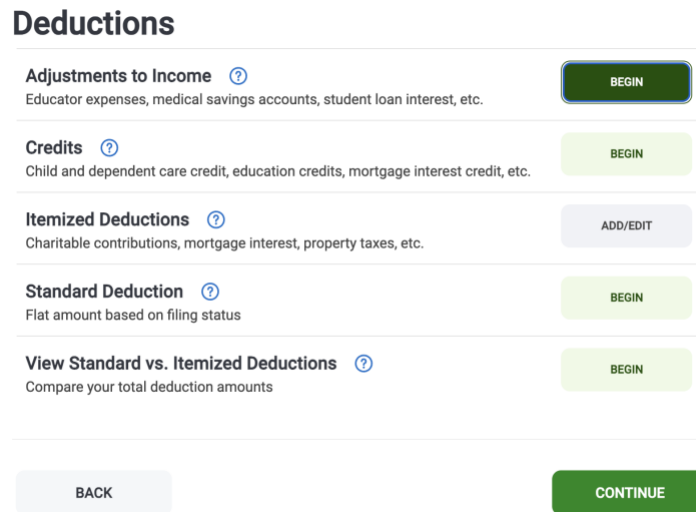 Deductions
Adjustments to Income ?
BEGIN
Educator expenses, medical savings accounts, student loan interest, etc.
Credits ?
BEGIN
Child and dependent care credit, education credits, mortgage interest credit, etc.
Itemized Deductions ?
ADD/EDIT
Charitable contributions, mortgage interest, property taxes, etc.
Standard Deduction ?
BEGIN
Flat amount based on filing status
View Standard vs. Itemized Deductions ?
BEGIN
Compare your total deduction amounts
BACK
CONTINUE